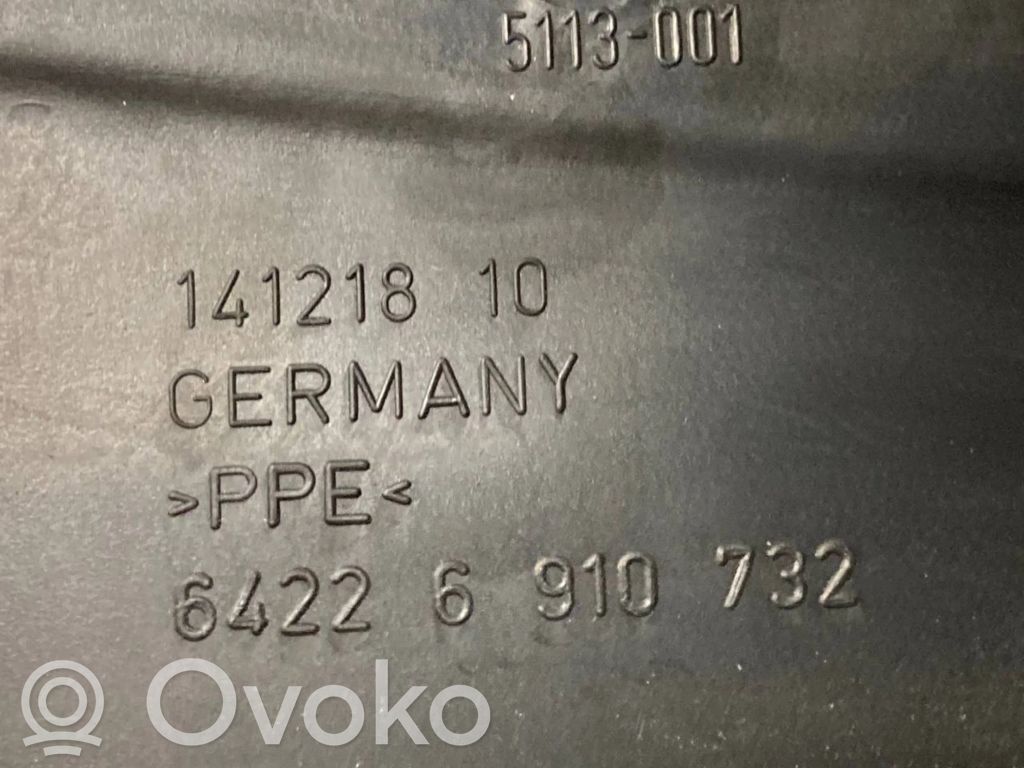 5113-001
141218 10
GERMANY
>PPE<
6422 6 910 732
Ovoko